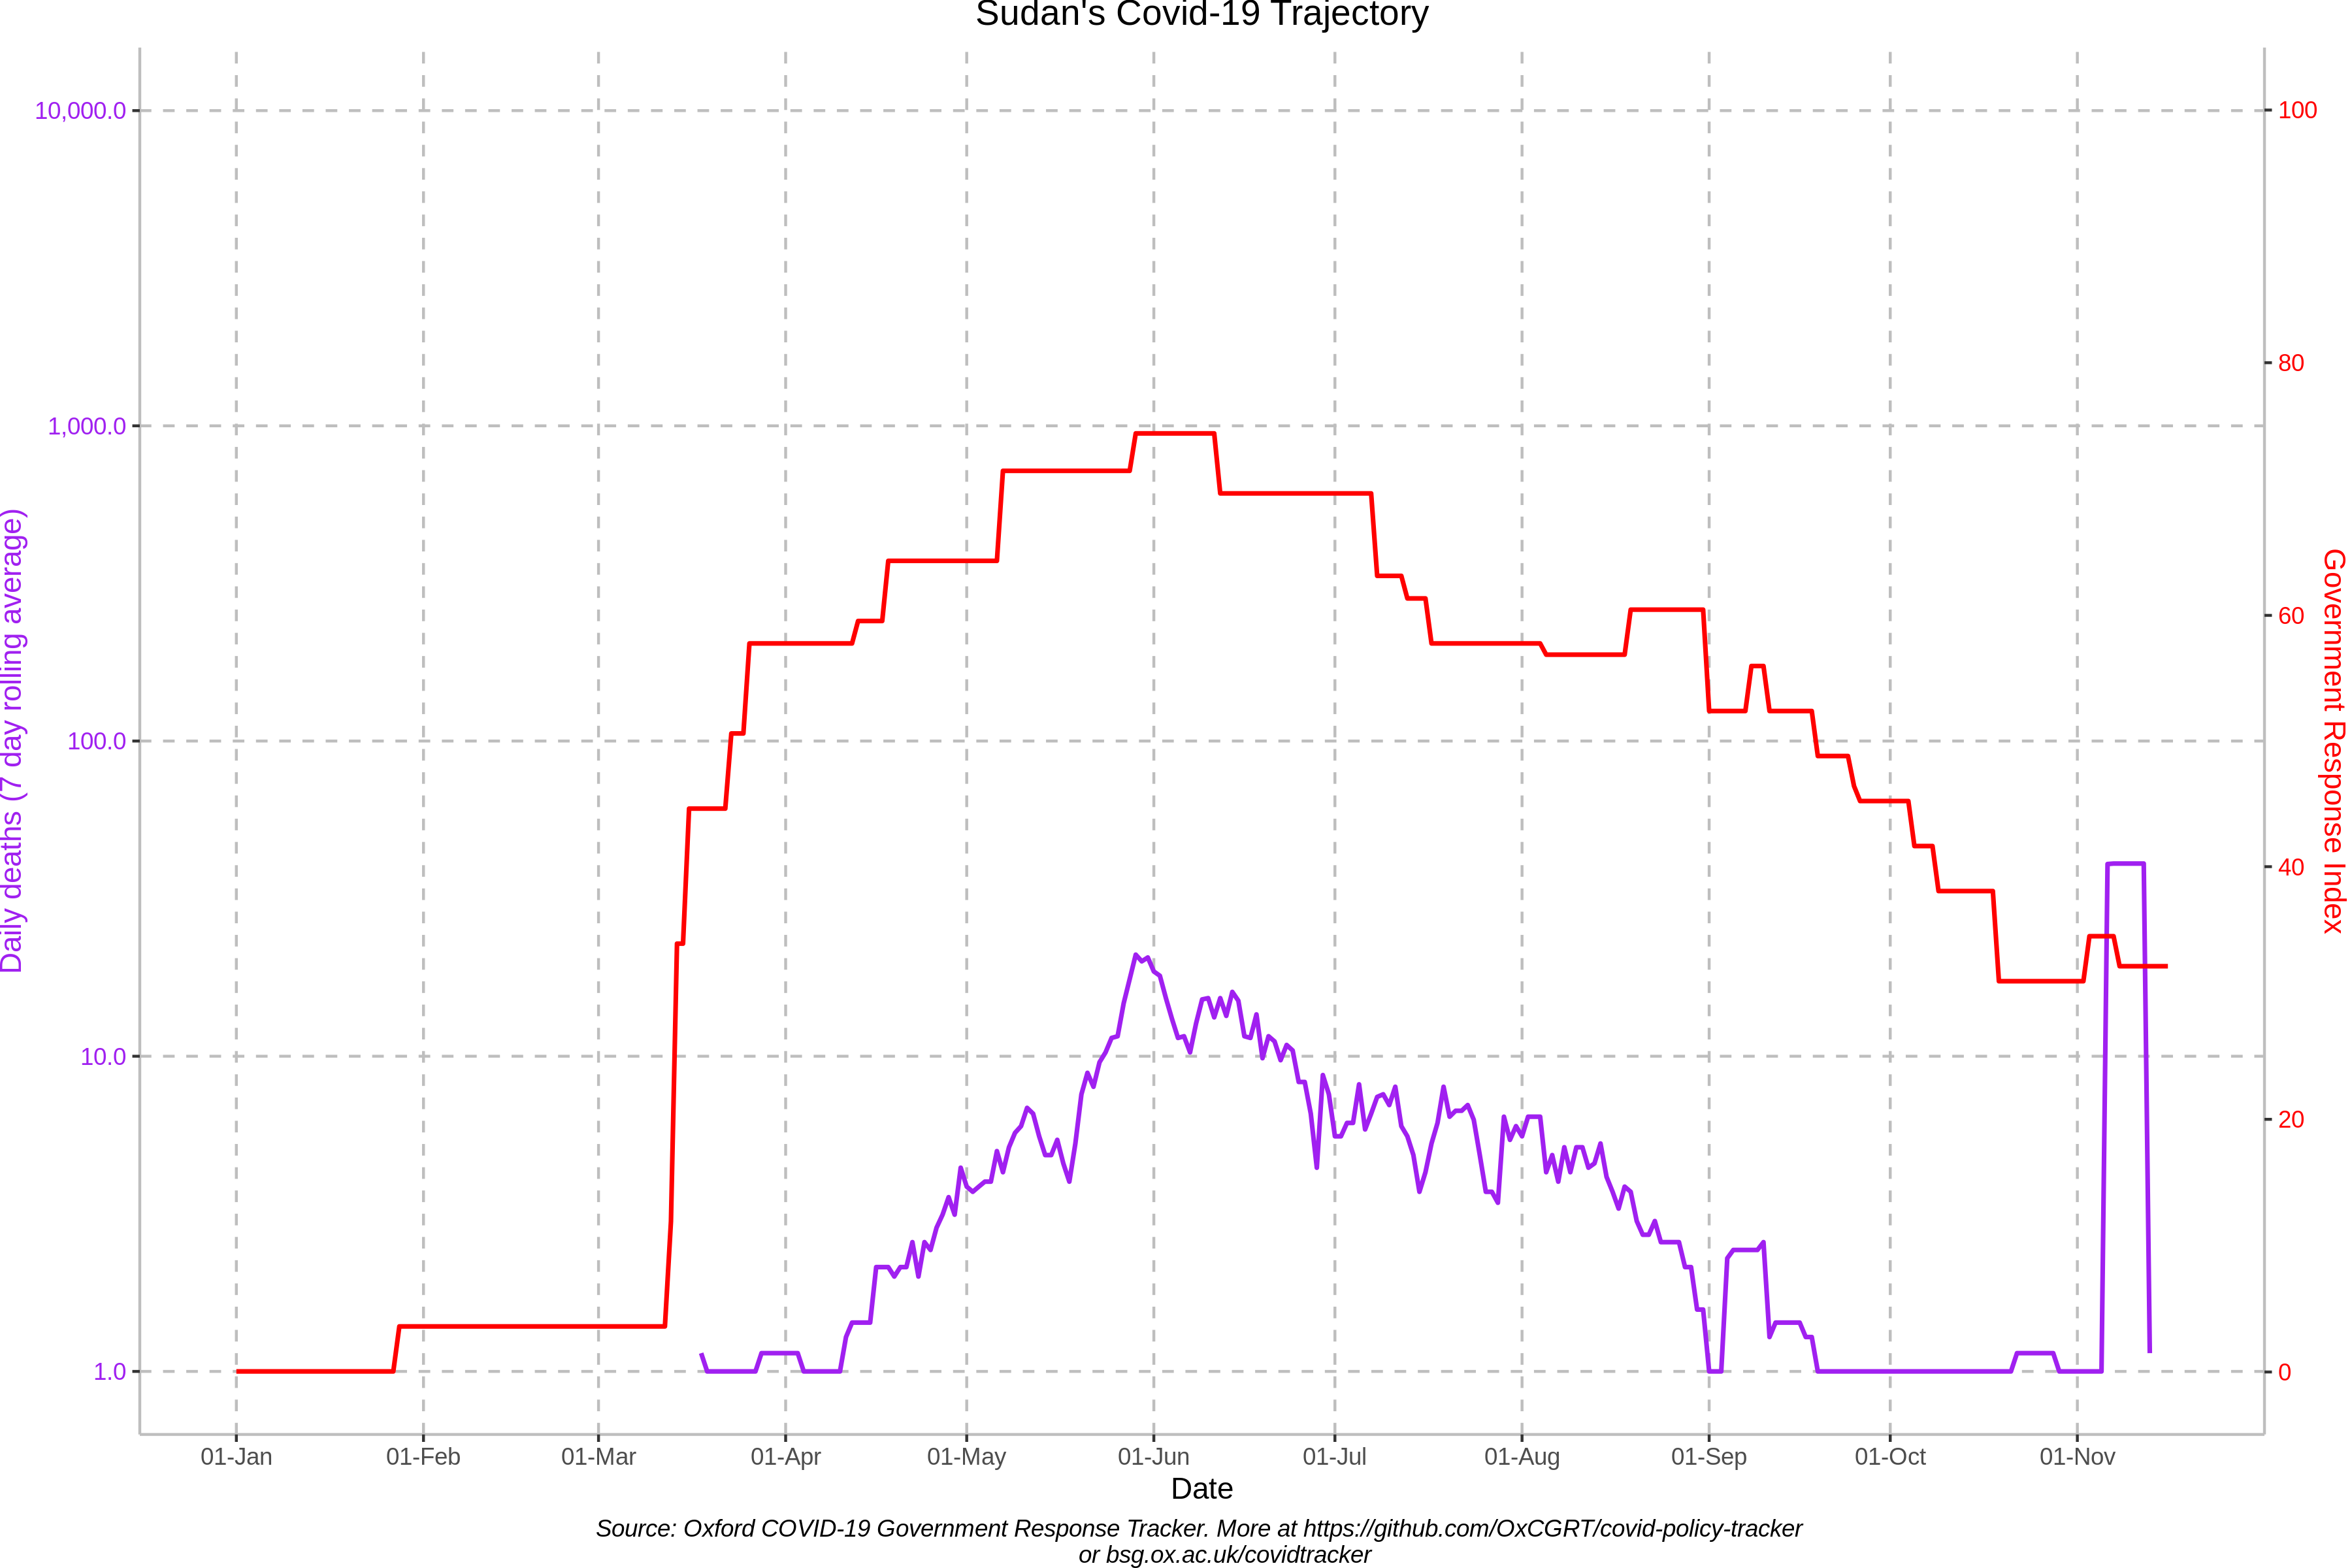 Sudan's Covid-19 Trajectory
10,000.0
1,000.0
100.0
10.0
1.0
Daily deaths (7 day rolling average)
100
80
60
40
20
0
Government Response Index
01-Jan
01-Feb
01-Mar
01-Apr
01-May
01-Jun
01-Jul
01-Aug
01-Sep
01-Oct
01-Nov
Date
Source: Oxford COVID-19 Government Response Tracker. More at https://github.com/OxCGRT/covid-policy-tracker
or bsg.ox.ac.uk/covidtracker